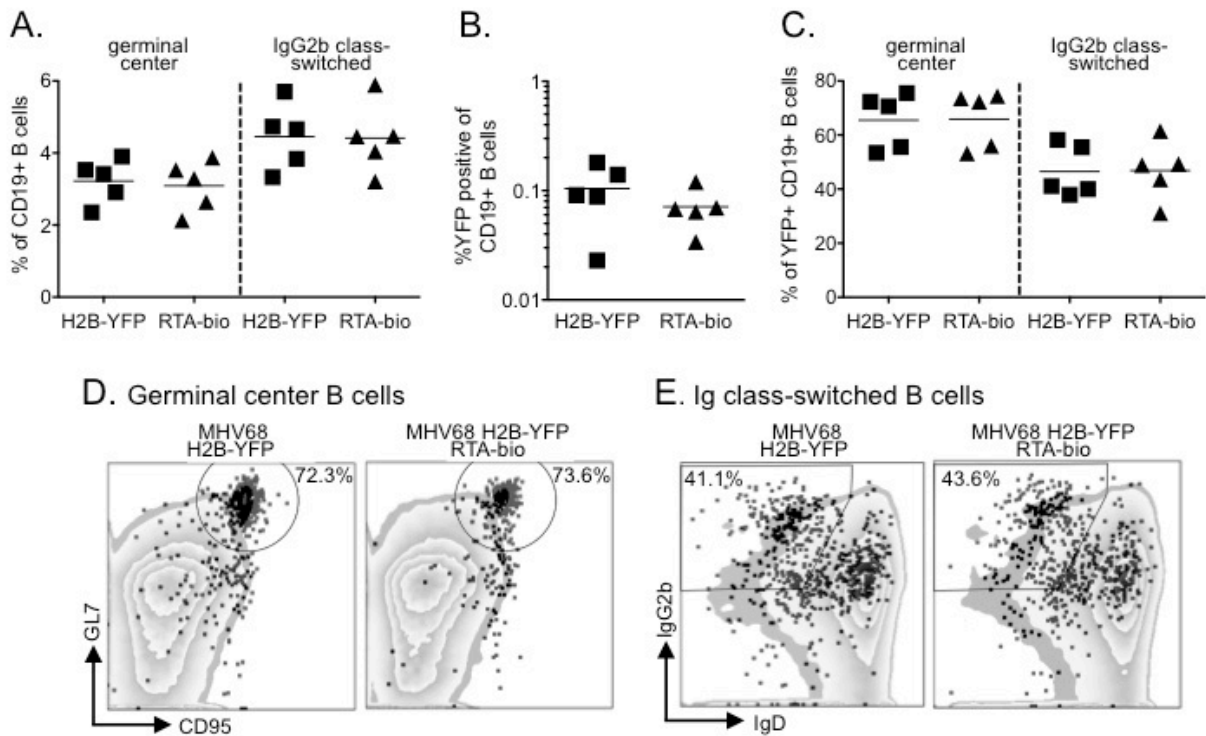 A.
germinal
center
IgG2b class-
switched
% of CD19+ B cells
6
4
2
0
H2B-YFP
RTA-bio
H2B-YFP
RTA-bio
B.
%YFP positive of
CD19+ B cells
1
0.1
0.01
H2B-YFP
RTA-bio
C.
germinal
center
IgG2b class-
switched
% of YFP+ CD19+ B cells
80
60
40
20
0
H2B-YFP
RTA-bio
H2B-YFP
RTA-bio
D. Germinal center B cells
MHV68
H2B-YFP
72.3%
MHV68 H2B-YFP
RTA-bio
73.6%
GL7
CD95
E. Ig class-switched B cells
MHV68
H2B-YFP
41.1%
MHV68 H2B-YFP
RTA-bio
43.6%
IgG2b
IgD